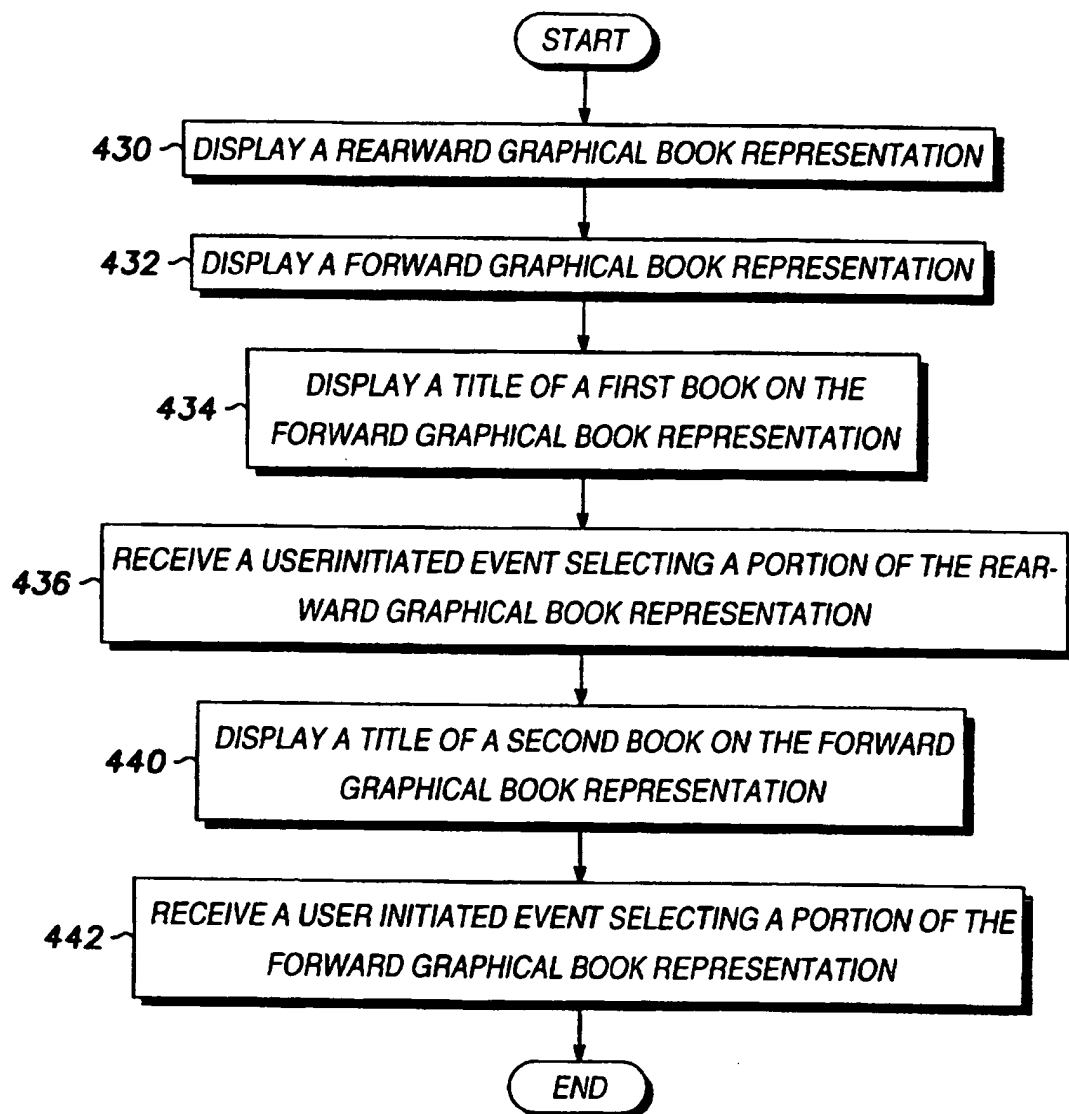 START
430 DISPLAY A REARWARD GRAPHICAL BOOK REPRESENTATION
432 DISPLAY A FORWARD GRAPHICAL BOOK REPRESENTATION
DISPLAY A TITLE OF A FIRST BOOK ON THE
434
FORWARD GRAPHICAL BOOK REPRESENTATION
RECEIVE A USERINITIATED EVENT SELECTING A PORTION OF THE REAR-
436
WARD GRAPHICAL BOOK REPRESENTATION
DISPLAY A TITLE OF A SECOND BOOK ON THE FORWARD
440
GRAPHICAL BOOK REPRESENTATION
RECEIVE A USER INITIATED EVENT SELECTING A PORTION OF THE
442
FORWARD GRAPHICAL BOOK REPRESENTATION
END